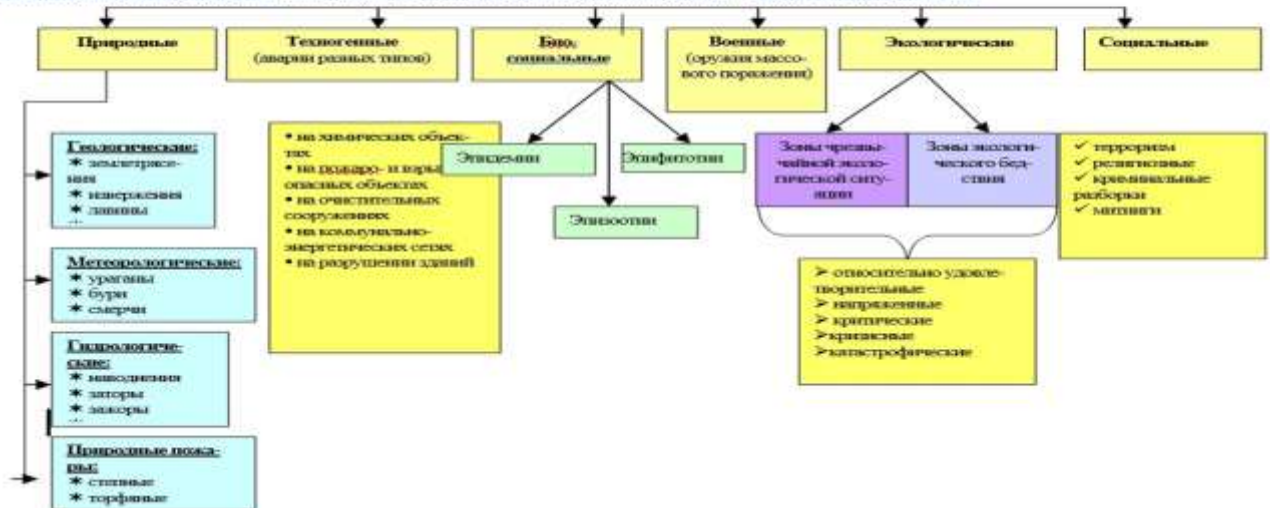 Природные
Техногенные
(аварии разных типов)
Био,
социальные
Военные
(оружия массо-
вого поражения)
Экологические
Социальные
Геологические:
* землетрясе-
ния
* извержения
* лавины
Метеорологические:
* ураганы
* бури
* смерчи
Гидрологиче-
ские:
* наводнения
* заторы
* зажоры
Природные пожа-
ры:
* степные
* торфяные
• на химических объек-
тах
• на пожаро- и взры
опасных объектах
• на очистительных
сооружениях
• на коммунально-
энергетических сетях
• на разрушении зданий
Эпидемии
Эпифитотии
Эпизоотии
Зоны чрезвы-
чайной эколо-
гической ситу-
ации
Зоны экологи-
ческого бед-
ствия
➢ относительно удовле-
творительные
➢ напряженные
➢ критические
➢кризисные
➢катастрофические
✓ терроризм
✓ религиозные
✓ криминальные
разборки
✓ митинги